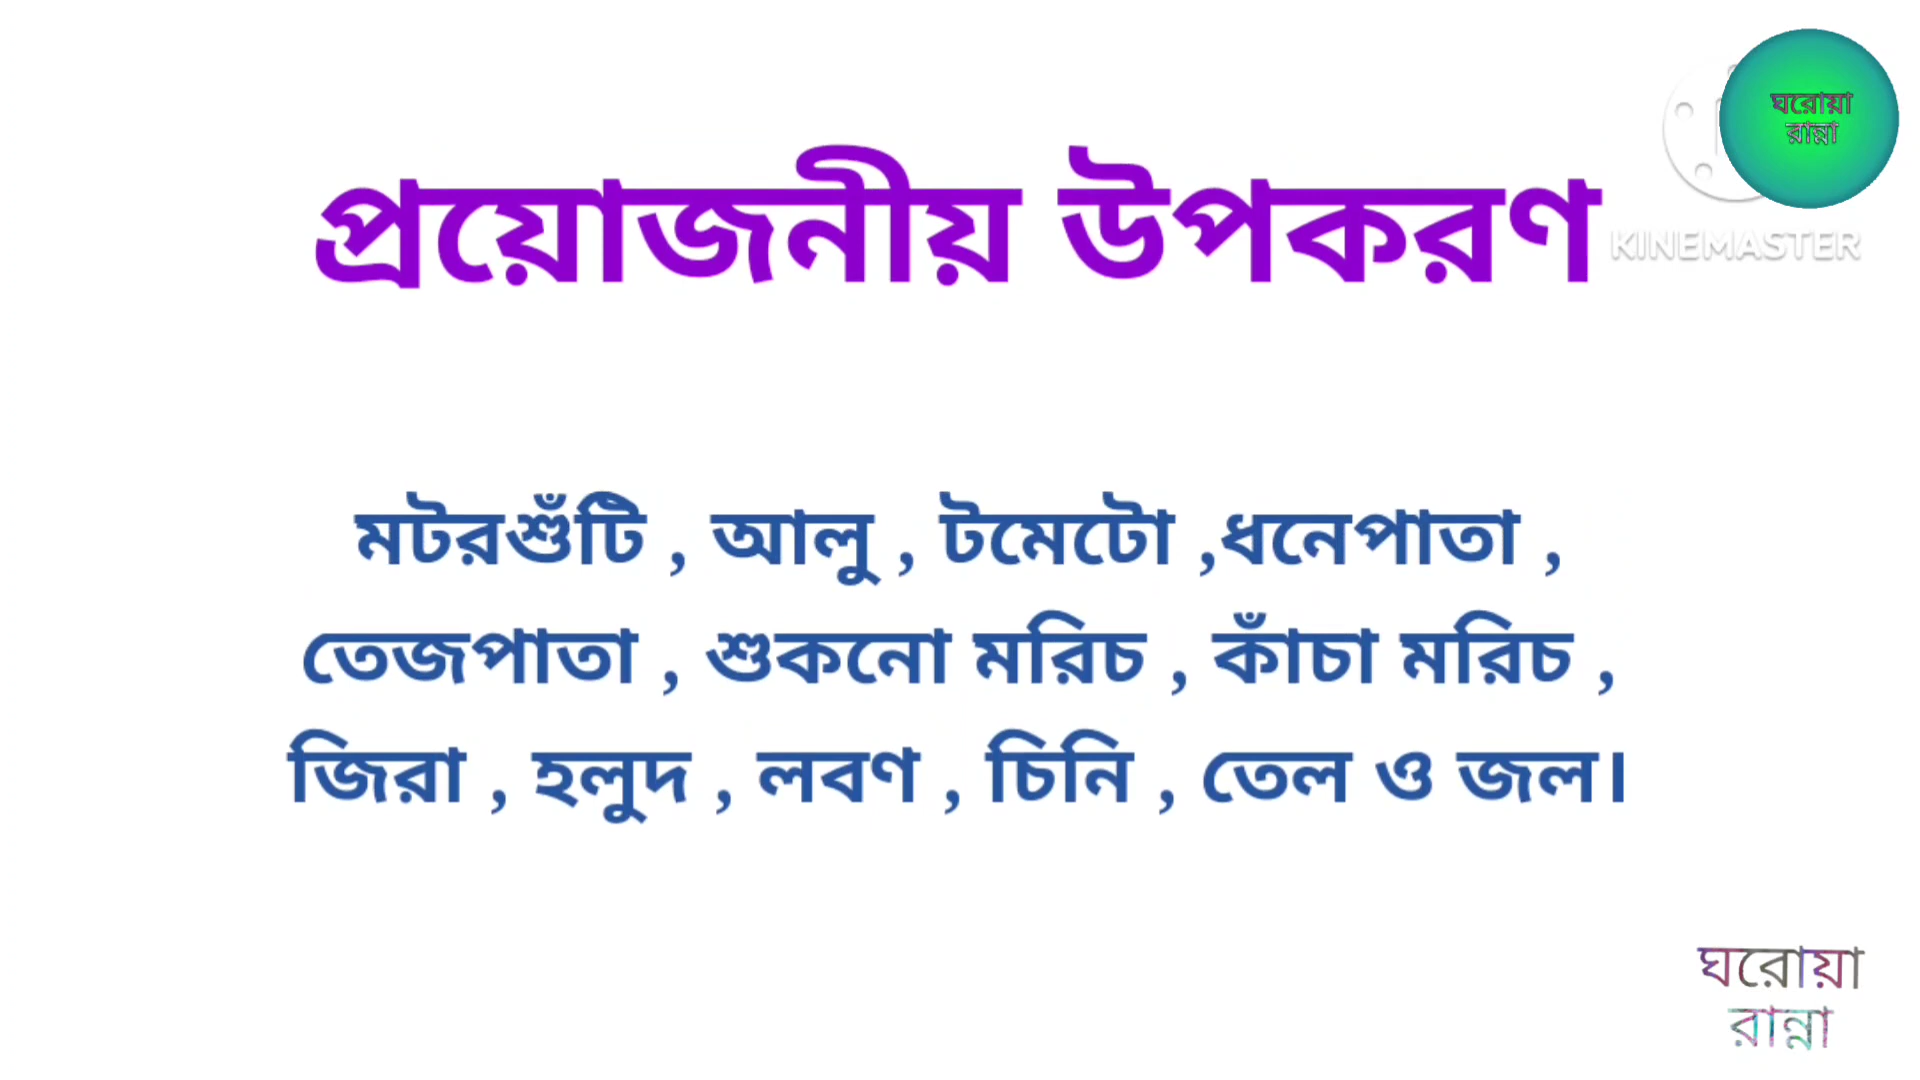 ঘরোয়া
রান্না
প্রয়োজনীয় উপকরণ
KINEMASTER
মটরশুঁটি , আলু , টমেটো ,ধনেপাতা ,
তেজপাতা , শুকনো মরিচ , কাঁচা মরিচ ,
জিরা , হলুদ , লবণ , চিনি , তেল ও জল।
ঘরোয়া
রান্না